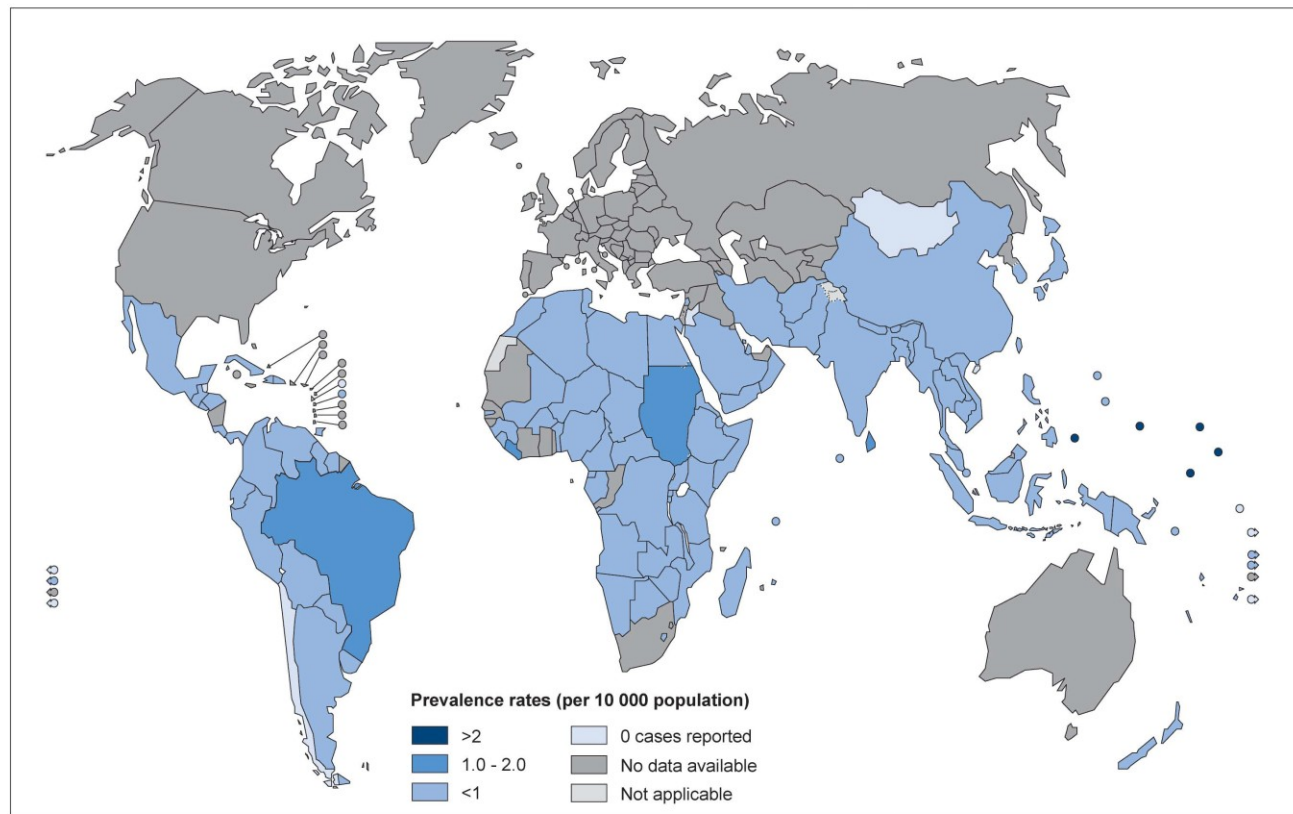 Prevalence rates (per 10 000 population)
>2
1.0 - 2.0
<1
0 cases reported
No data available
Not applicable